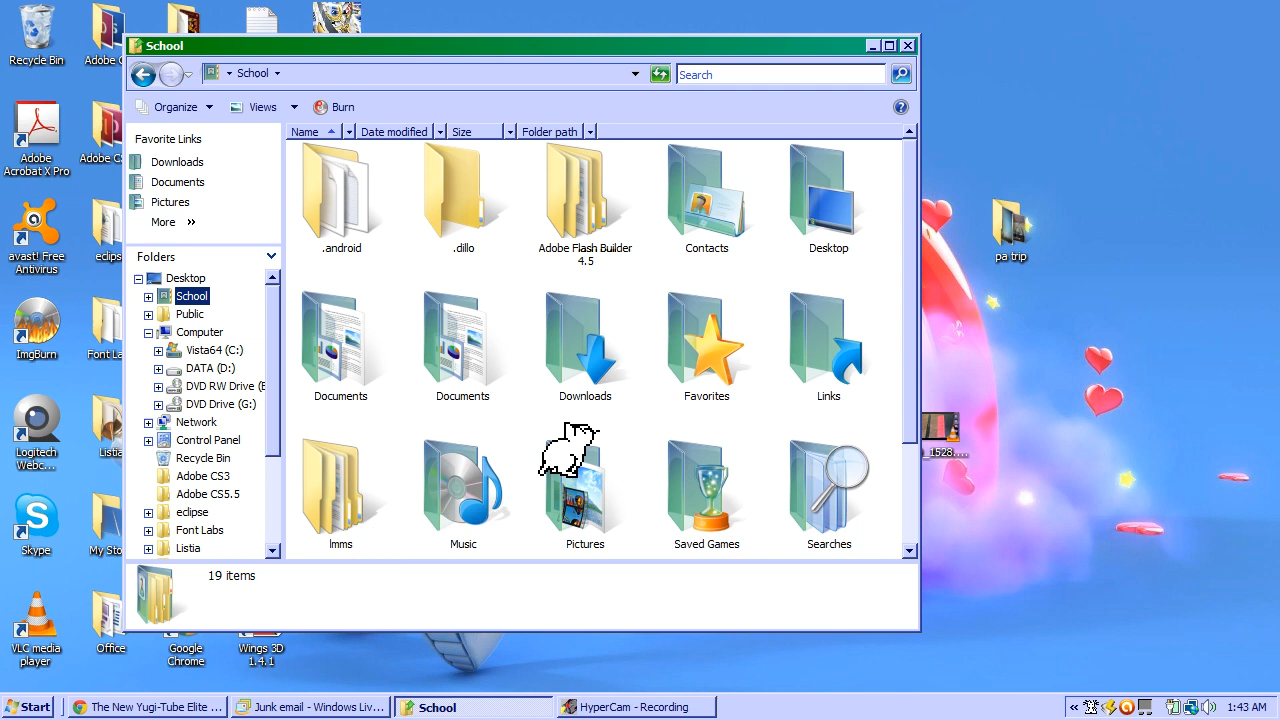 Recycle Bin
Adobe C
School
School
Search
Organize
Views
Burn
Name
Date modified
Size
Folder path
Favorite Links
Downloads
Documents
Pictures
More »
Folders
Desktop
School
Public
Computer
Vista64 (C:)
DATA (D:)
DVD RW Drive (E
DVD Drive (G:)
Network
Control Panel
Recycle Bin
Adobe CS3
Adobe CS5.5
eclipse
Font Labs
Listia
.android
.dillo
Adobe Flash Builder
4.5
Contacts
Desktop
Documents
Documents
Downloads
Favorites
Links
lmms
Music
Pictures
Saved Games
Searches
19 items
Adobe
Acrobat X Pro
Adobe CS
avast! Free
Antivirus
eclips
ImgBurn
Font La
Logitech
Webc...
Listia
Skype
My Sto
VLC media
player
Office
Google
Chrome
Wings 3D
1.4.1
pa trip
_1528....
Start
The New Yugi-Tube Elite ...
Junk email - Windows Liv...
School
HyperCam - Recording
«
1:43 AM